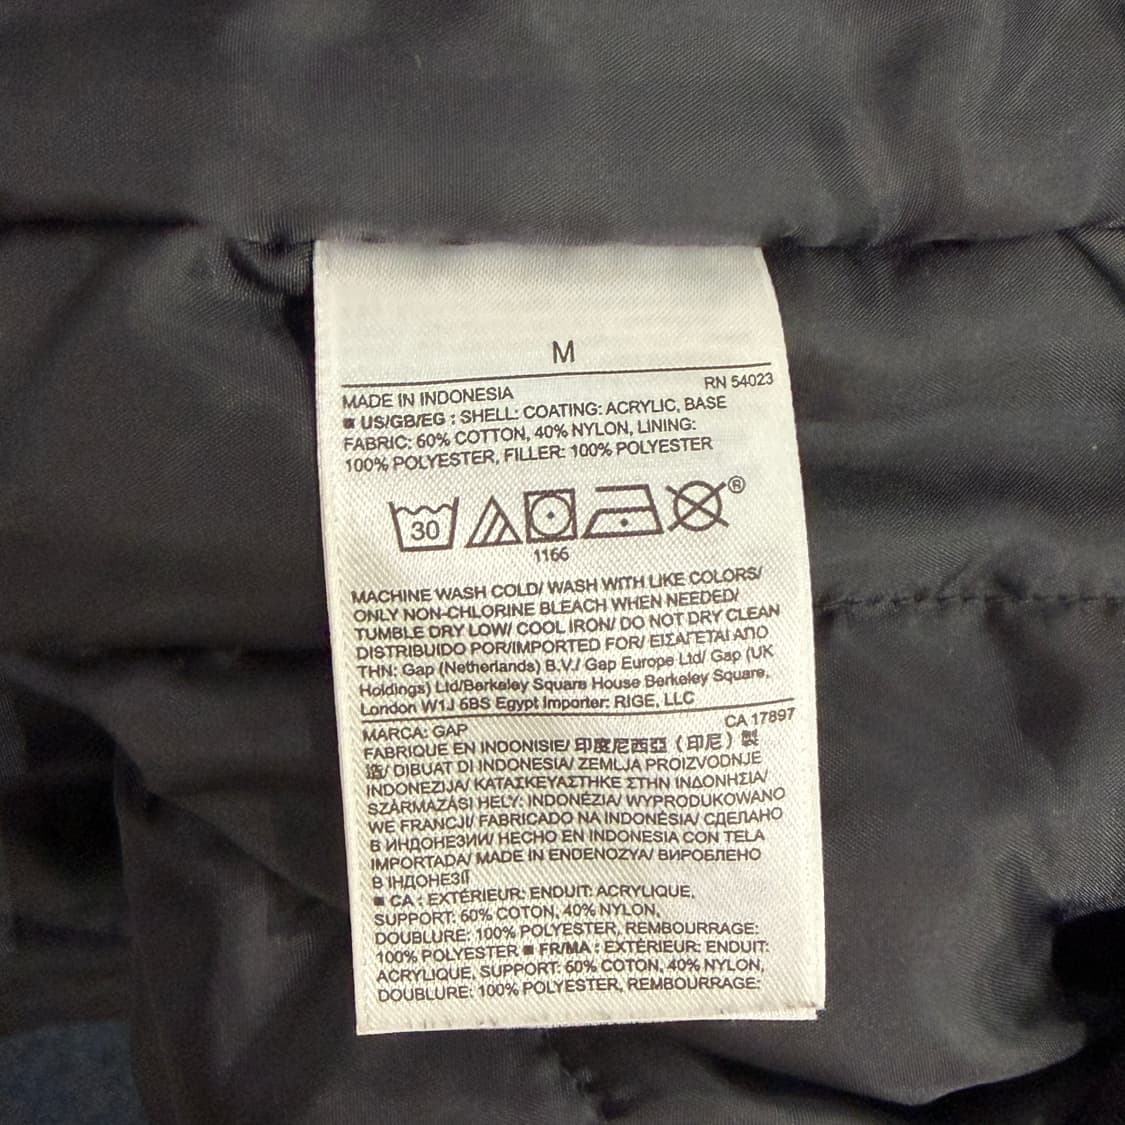 M
RN 54023
MADE IN INDONESIA
■ US/GB/EG : SHELL: COATING: ACRYLIC, BASE
FABRIC: 60% COTTON, 40% NYLON, LINING:
100% POLYESTER, FILLER: 100% POLYESTER
30
®
1166
MACHINE WASH COLD/ WASH WITH LIKE COLORS/
ONLY NON-CHLORINE BLEACH WHEN NEEDED/
TUMBLE DRY LOW/ COOL IRON/ DO NOT DRY CLEAN
DISTRIBUIDO POR/IMPORTED FOR/ ΕΙΣΑΓΕΤΑΙ ΑΠΟ
ΤΗΝ: Gap (Netherlands) B.V./ Gap Europe Ltd/ Gap (UK
Holdings) Ltd/Berkeley Square House Berkeley Square,
London W1J 6BS Egypt Importer: RIGE, LLC
CA 17897
MARCA: GAP
FABRIQUE EN INDONISIE/ 印度尼西亞（印尼）製
造/ DIBUAT DI INDONESIA/ ZEMLJA PROIZVODNJE
INDONEZIJA/ ΚΑΤΑΣΚΕΥΑΣΤΗΚΕ ΣΤΗΝ ΙΝΔΟΝΗΣΙΑ/
SZÁRMAZÁSI HELY: INDONÉZIA/ WYPRODUKOWANO
WE FRANCJI/ FABRICADO NA INDONÉSIA/ СДЕЛАНО
В ИНДОНЕЗИИ/ HECHO EN INDONESIA CON TELA
IMPORTADA/ MADE IN ENDENOZYA/ ВИРОБЛЕНО
В ІНДОНЕЗІЇ
■ CA : EXTÉRIEUR: ENDUIT: ACRYLIQUE,
SUPPORT: 60% COTON, 40% NYLON,
DOUBLURE: 100% POLYESTER, REMBOURRAGE:
100% POLYESTER ■ FR/MA : EXTÉRIEUR: ENDUIT:
ACRYLIQUE, SUPPORT: 60% COTON, 40% NYLON,
DOUBLURE: 100% POLYESTER, REMBOURRAGE: